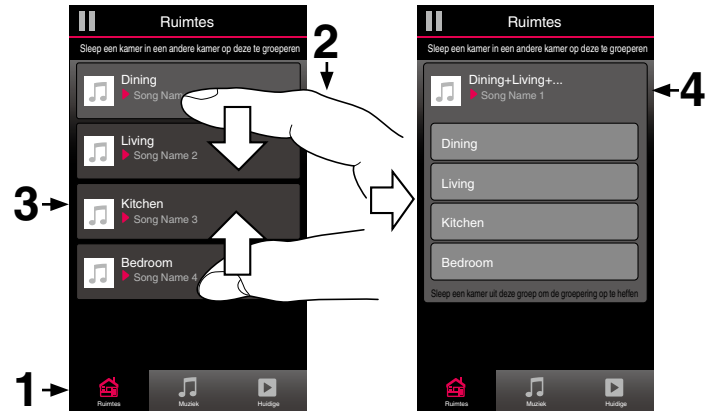 Ruimtes
Sleep een kamer in een andere kamer op deze te groeperen
2
Dining
Song Nam
Living
Song Name 2
3
Kitchen
Song Name 3
Bedroom
Song Name 4
1
Ruimtes
Muziek
Huidige
Ruimtes
Sleep een kamer in een andere kamer op deze te groeperen
Dining+Living+...
Song Name 1
4
Dining
Living
Kitchen
Bedroom
Sleep een kamer uit deze groep om de groepering op te heffen
Ruimtes
Muziek
Huidige